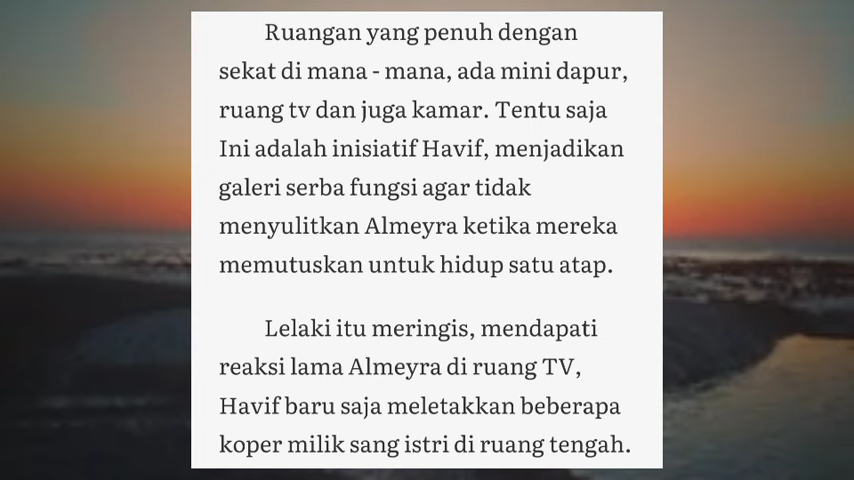 Ruangan yang penuh dengan
sekat di mana - mana, ada mini dapur,
ruang tv dan juga kamar. Tentu saja
Ini adalah inisiatif Havif, menjadikan
galeri serba fungsi agar tidak
menyulitkan Almeyra ketika mereka
memutuskan untuk hidup satu atap.
Lelaki itu meringis, mendapati
reaksi lama Almeyra di ruang TV,
Havif baru saja meletakkan beberapa
koper milik sang istri di ruang tengah.